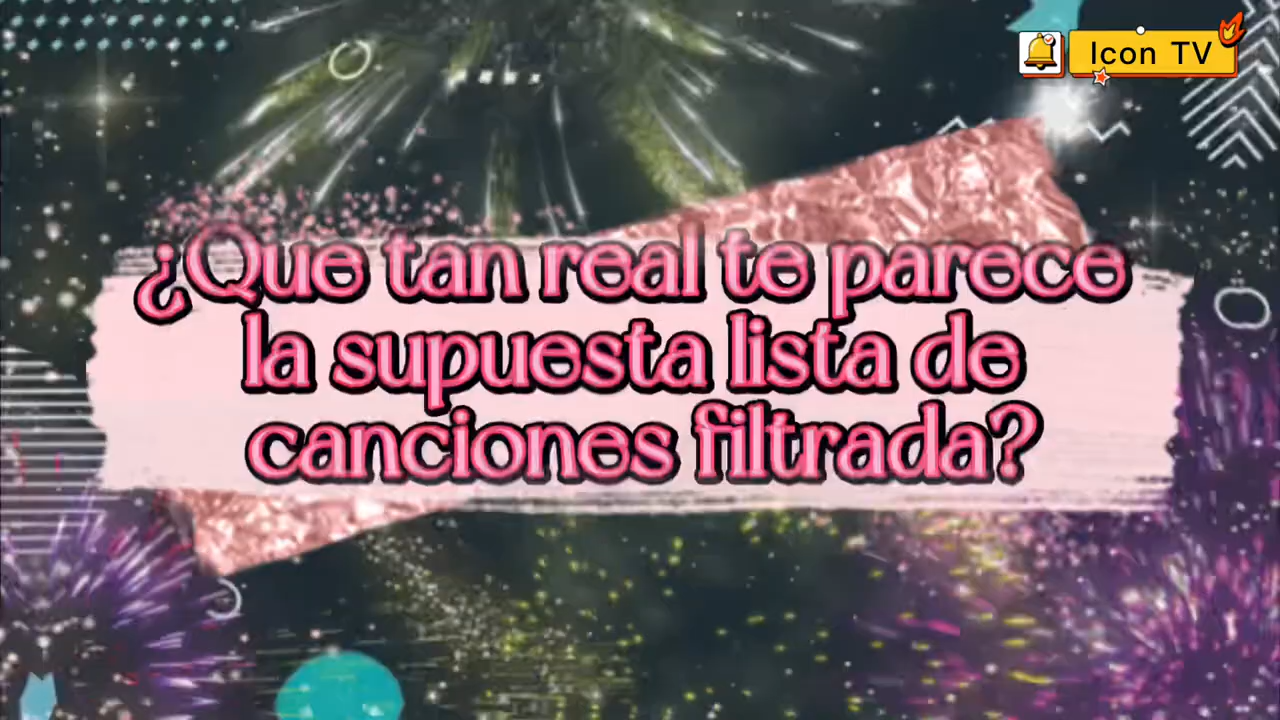 Icon TV
¿Que tan real te parece
la supuesta lista de
canciones filtrada?